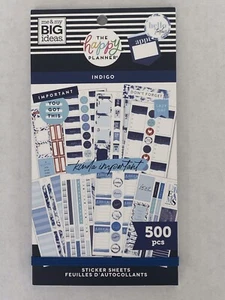 me & my
BIG
ideas.
THE
happy
PLANNER®
INDIGO
IMPORTANT
YOU
GOT
THIS
kinda important
500
pcs
STICKER SHEETS
FEUILLES D'AUTOCOLLANTS